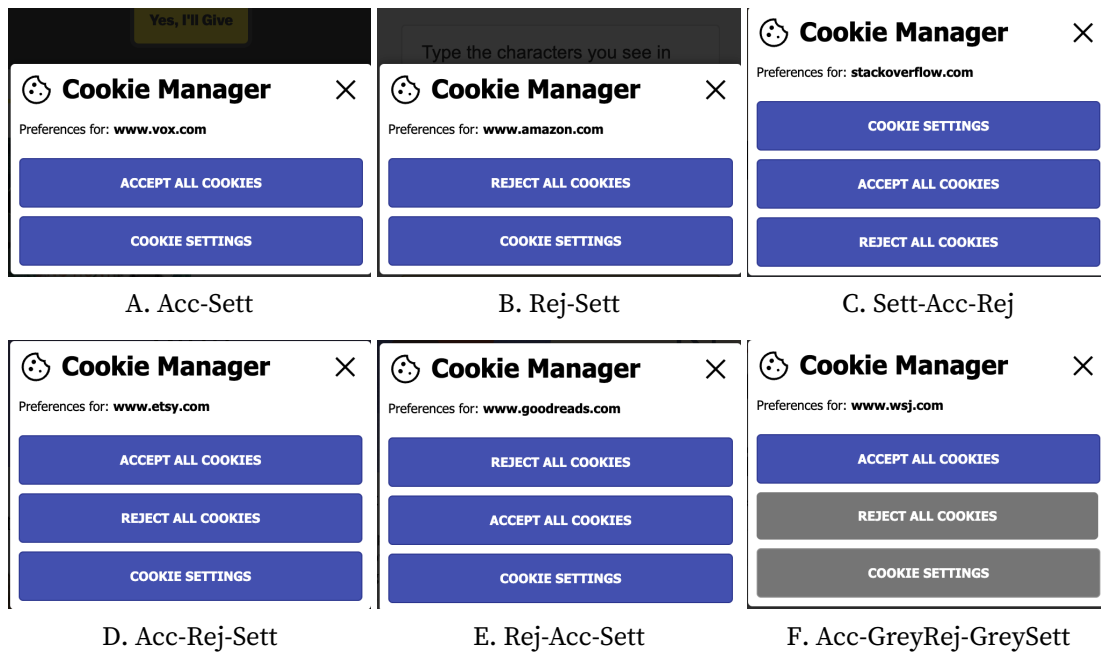 Yes, I'll Give
Cookie Manager
Preferences for: www.vox.com
ACCEPT ALL COOKIES
COOKIE SETTINGS
A. Acc-Sett
Type the characters you see in
Cookie Manager
Preferences for: www.amazon.com
REJECT ALL COOKIES
COOKIE SETTINGS
B. Rej-Sett
Cookie Manager
Preferences for: stackoverflow.com
COOKIE SETTINGS
ACCEPT ALL COOKIES
REJECT ALL COOKIES
C. Sett-Acc-Rej
Cookie Manager
Preferences for: www.etsy.com
ACCEPT ALL COOKIES
REJECT ALL COOKIES
COOKIE SETTINGS
D. Acc-Rej-Sett
Cookie Manager
Preferences for: www.goodreads.com
REJECT ALL COOKIES
ACCEPT ALL COOKIES
COOKIE SETTINGS
E. Rej-Acc-Sett
Cookie Manager
Preferences for: www.wsj.com
ACCEPT ALL COOKIES
REJECT ALL COOKIES
COOKIE SETTINGS
F. Acc-GreyRej-GreySett